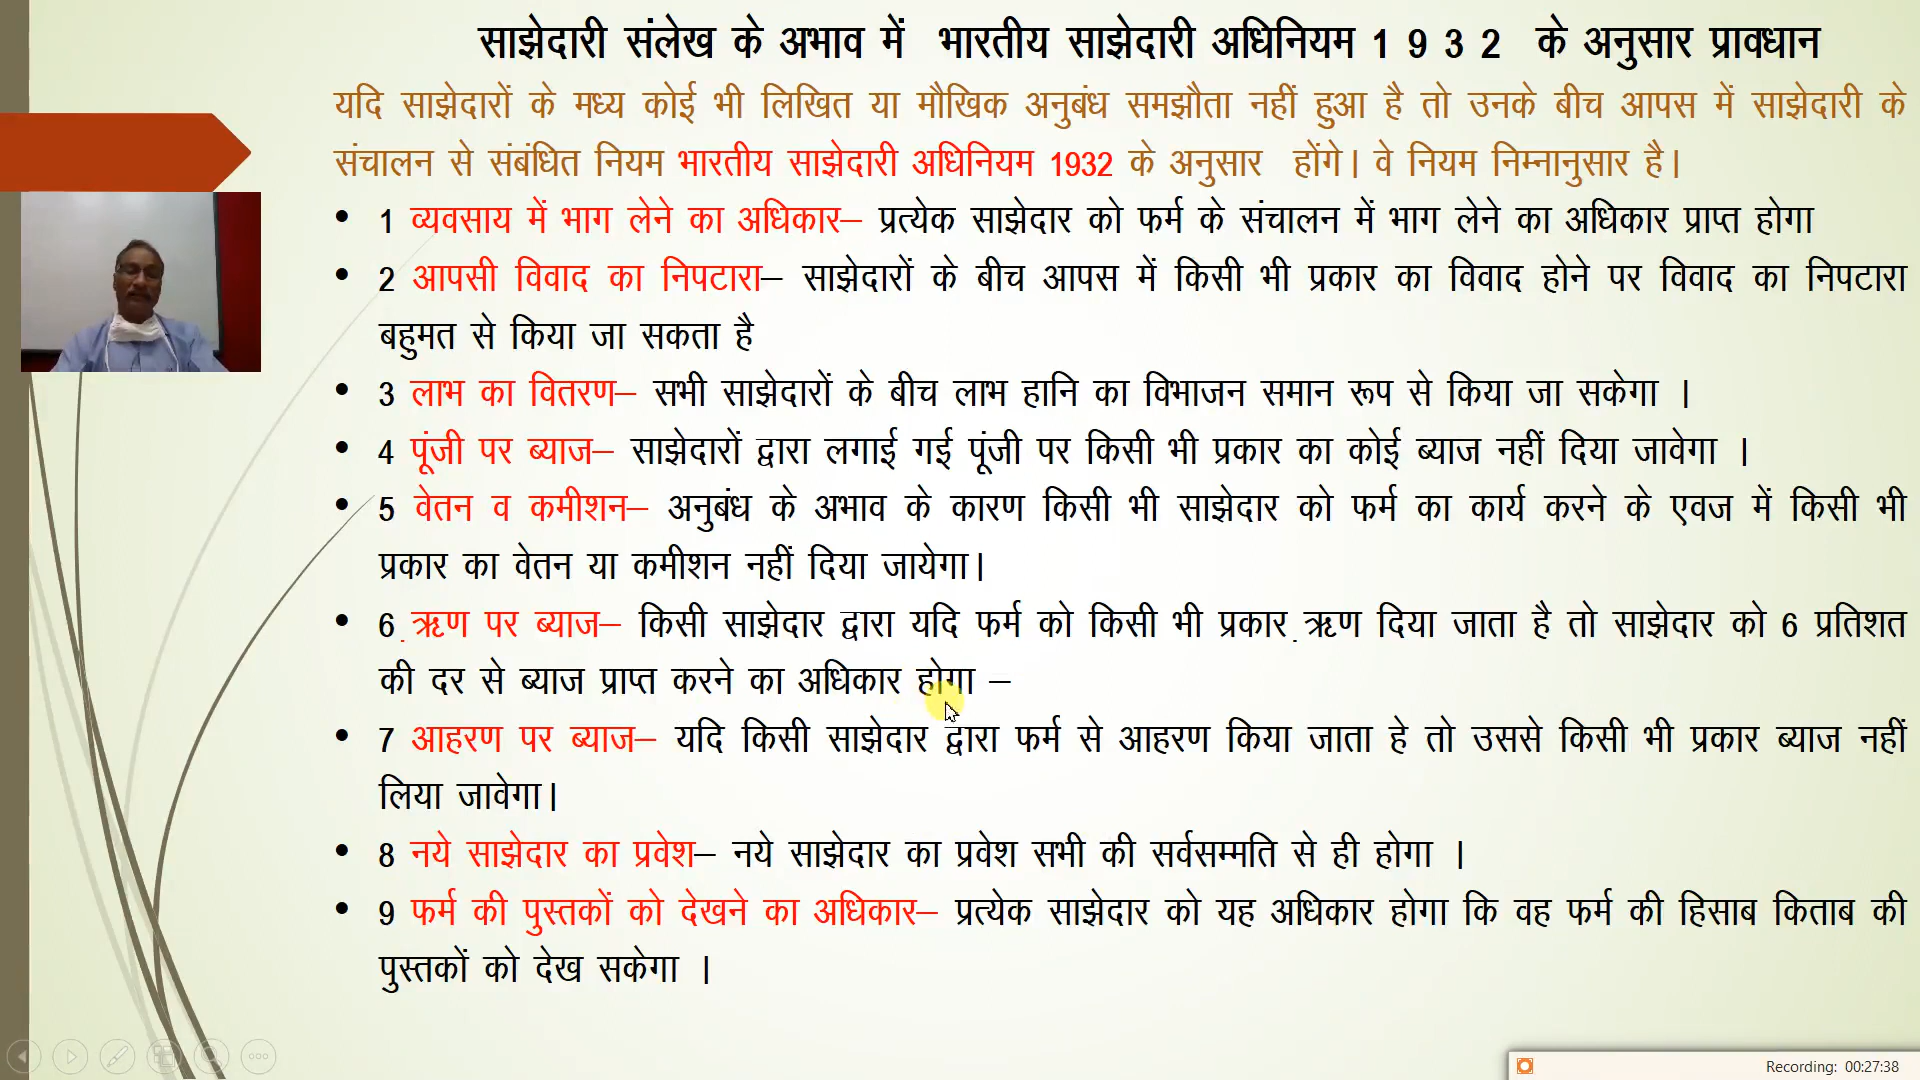 साझेदारी संलेख के अभाव में भारतीय साझेदारी अधिनियम 1 9 3 2 के अनुसार प्रावधान
यदि साझेदारों के मध्य कोई भी लिखित या मौखिक अनुबंध समझौता नहीं हुआ है तो उनके बीच आपस में साझेदारी के
संचालन से संबंधित नियम भारतीय साझेदारी अधिनियम 1932 के अनुसार होंगे। वे नियम निम्नानुसार है।
• 1 व्यवसाय में भाग लेने का अधिकार– प्रत्येक साझेदार को फर्म के संचालन में भाग लेने का अधिकार प्राप्त होगा
• 2 आपसी विवाद का निपटारा– साझेदारों के बीच आपस में किसी भी प्रकार का विवाद होने पर विवाद का निपटारा
बहुमत से किया जा सकता है
• 3 लाभ का वितरण– सभी साझेदारों के बीच लाभ हानि का विभाजन समान रूप से किया जा सकेगा ।
• 4 पूंजी पर ब्याज– साझेदारों द्वारा लगाई गई पूंजी पर किसी भी प्रकार का कोई ब्याज नहीं दिया जावेगा ।
• 5 वेतन व कमीशन– अनुबंध के अभाव के कारण किसी भी साझेदार को फर्म का कार्य करने के एवज में किसी भी
प्रकार का वेतन या कमीशन नहीं दिया जायेगा।
• 6 ऋण पर ब्याज– किसी साझेदार द्वारा यदि फर्म को किसी भी प्रकार ऋण दिया जाता है तो साझेदार को 6 प्रतिशत
की दर से ब्याज प्राप्त करने का अधिकार होगा –
• 7 आहरण पर ब्याज– यदि किसी साझेदार द्वारा फर्म से आहरण किया जाता हे तो उससे किसी भी प्रकार ब्याज नहीं
लिया जावेगा।
• 8 नये साझेदार का प्रवेश– नये साझेदार का प्रवेश सभी की सर्वसम्मति से ही होगा ।
• 9 फर्म की पुस्तकों को देखने का अधिकार– प्रत्येक साझेदार को यह अधिकार होगा कि वह फर्म की हिसाब किताब की
पुस्तकों को देख सकेगा ।
Recording: 00:27:38